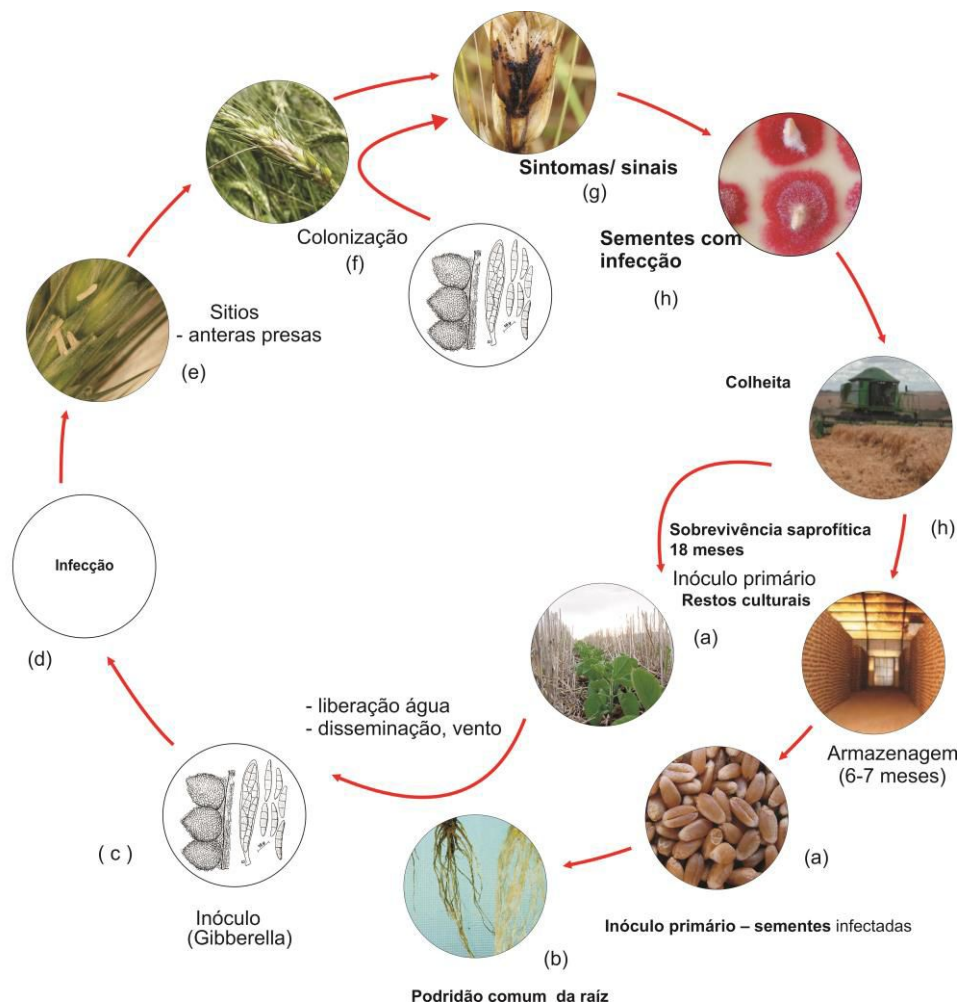 Sintomas/ sinais
(g)
Colonização
(f)
Sementes com
infecção
(h)
Sitios
- anteras presas
(e)
Colheita
(h)
Sobrevivência saprofítica
18 meses
Inóculo primário
Restos culturais
(a)
Infecção
(d)
- liberação água
- disseminação, vento
Armazenagem
(6-7 meses)
( c )
(a)
Inóculo
(Gibberella)
Inóculo primário – sementes infectadas
(b)
Podridão comum da raíz